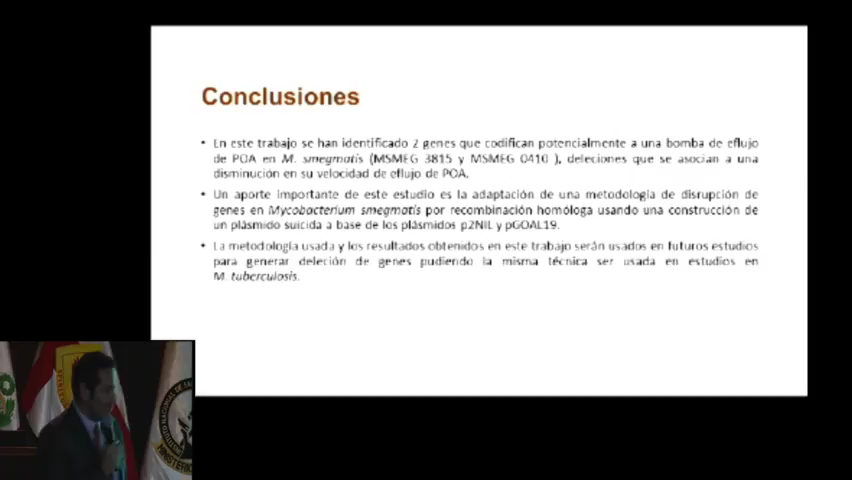 Conclusiones
• En este trabajo se han identificado 2 genes que codifican potencialmente a una bomba de eflujo
de POA en M. smegmatis (MSMEG 3815 y MSMEG 0410 ), deleciones que se asocian a una
disminución en su velocidad de eflujo de POA.
• Un aporte importante de este estudio es la adaptación de una metodología de disrupción de
genes en Mycobacterium smegmatis por recombinación homóloga usando una construcción de
un plásmido suicida a base de los plásmidos p2NIL y pGOAL19.
• La metodología usada y los resultados obtenidos en este trabajo serán usados en futuros estudios
para generar deleción de genes pudiendo la misma técnica ser usada en estudios en
M. tuberculosis.